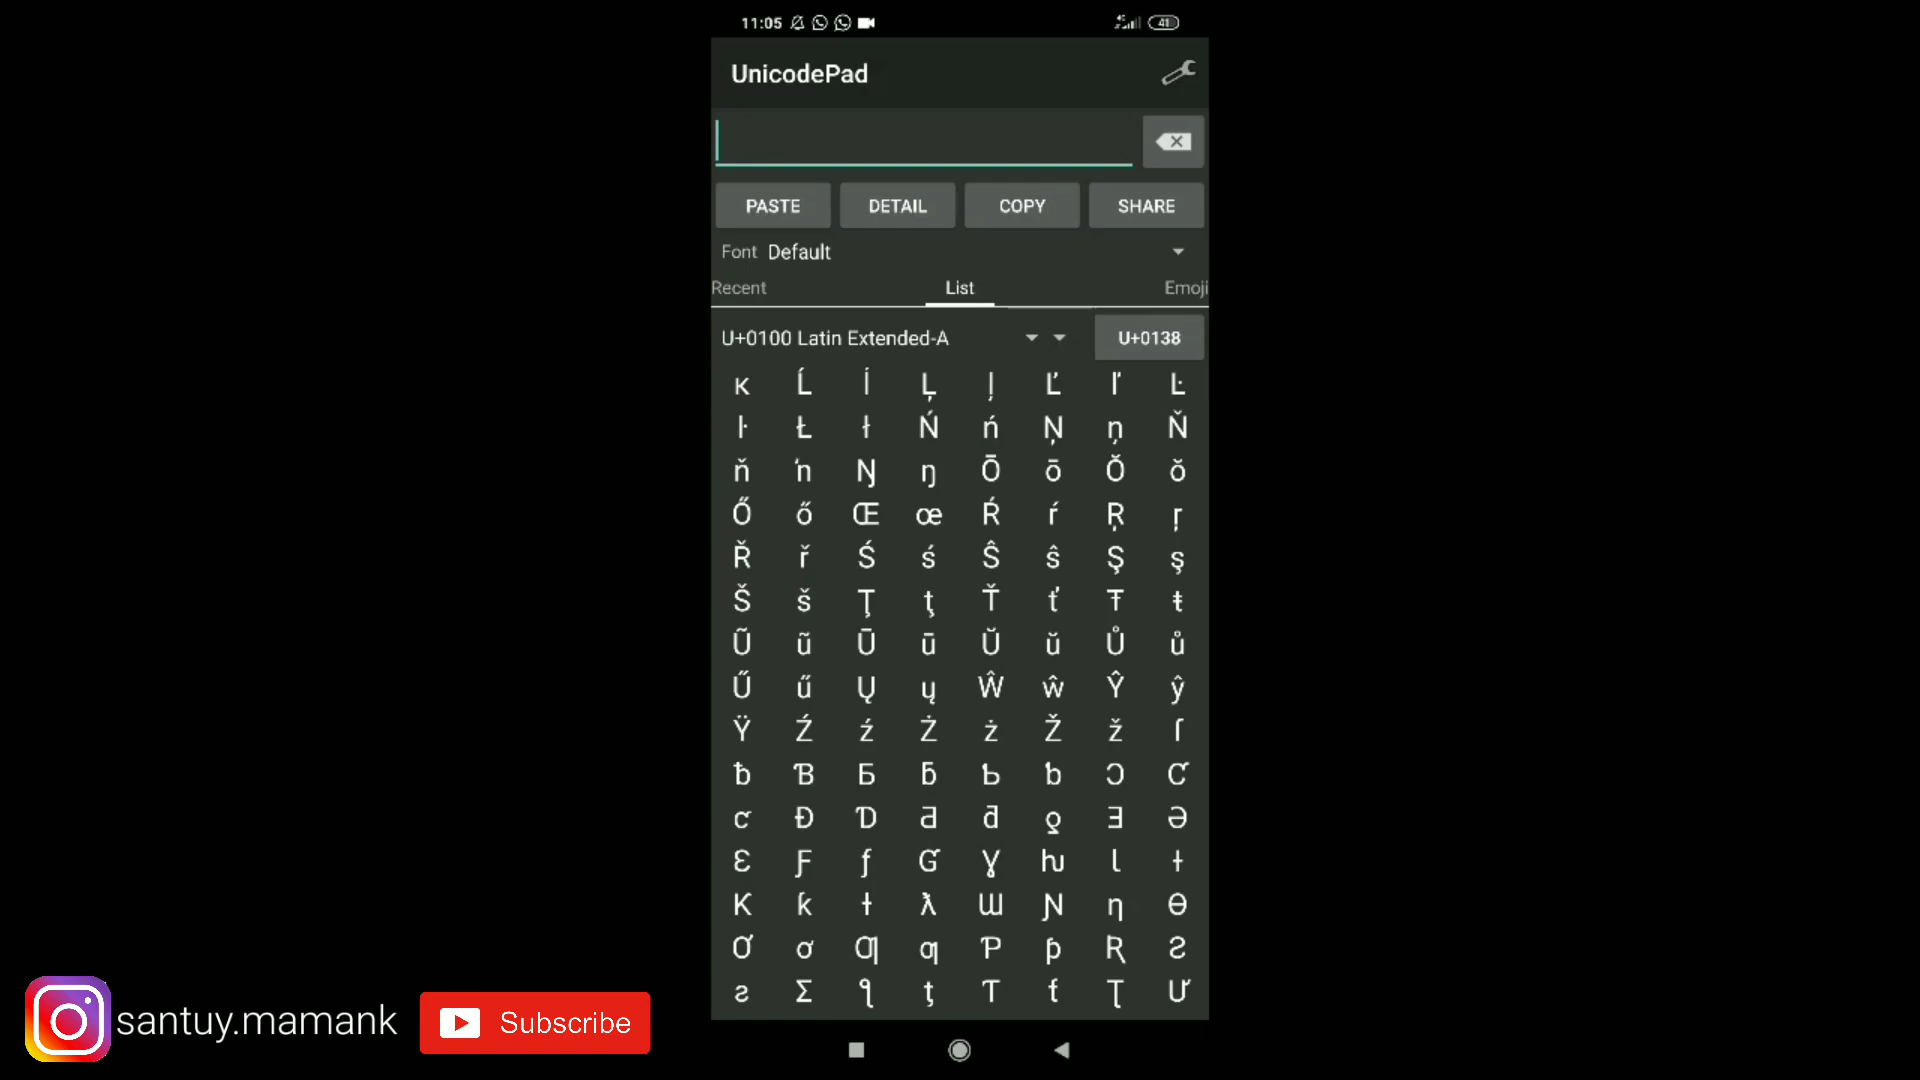 11:05
41
UnicodePad
PASTE DETAIL COPY SHARE
Font Default
Recent List Emoji
U+0100 Latin Extended-A U+0138
ĸ Ĺ ĺ Ļ ļ Ľ ľ Ŀ
ŀ Ł ł Ń ń Ņ ņ Ň
ň ŉ Ŋ ŋ Ō ō Ŏ ŏ
Ő ő Œ œ Ŕ ŕ Ŗ ŗ
Ř ř Ś ś Ŝ ŝ Ş ş
Š š Ţ ţ Ť ť Ŧ ŧ
Ũ ũ Ū ū Ŭ ŭ Ů ů
Ű ű Ų ų Ŵ ŵ Ŷ ŷ
Ÿ Ź ź Ż ż Ž ž ſ
ƀ Ɓ Ƃ ƃ Ƅ ƅ Ɔ Ƈ
ƈ Ɖ Ɗ Ƌ ƌ ƍ Ǝ Ə
Ɛ Ƒ ƒ Ɠ Ɣ ƕ Ɩ Ɨ
Ƙ ƙ ƚ ƛ Ɯ Ɲ ƞ Ɵ
Ơ ơ Ƣ ƣ Ƥ ƥ Ʀ Ƨ
ƨ Ʃ ƪ ƫ Ƭ ƭ Ʈ Ư
santuy.mamank Subscribe